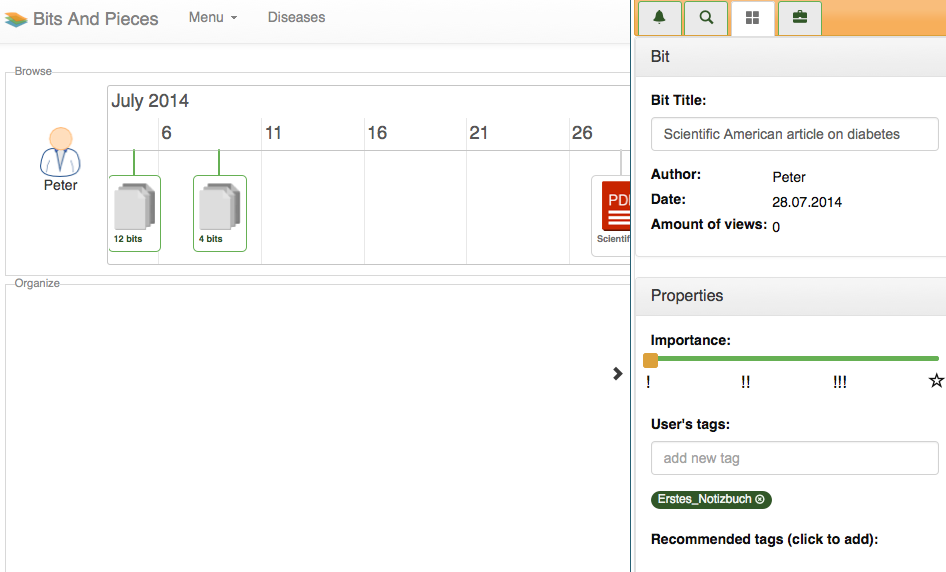 Bits And Pieces Menu Diseases
Browse
July 2014
6 11 16 21 26
Peter
12 bits 4 bits
Organize
Bit
Bit Title:
Scientific American article on diabetes
Author: Peter
Date: 28.07.2014
Amount of views: 0
Properties
Importance:
! !! !!!
User's tags:
add new tag
Erstes_Notizbuch
Recommended tags (click to add):